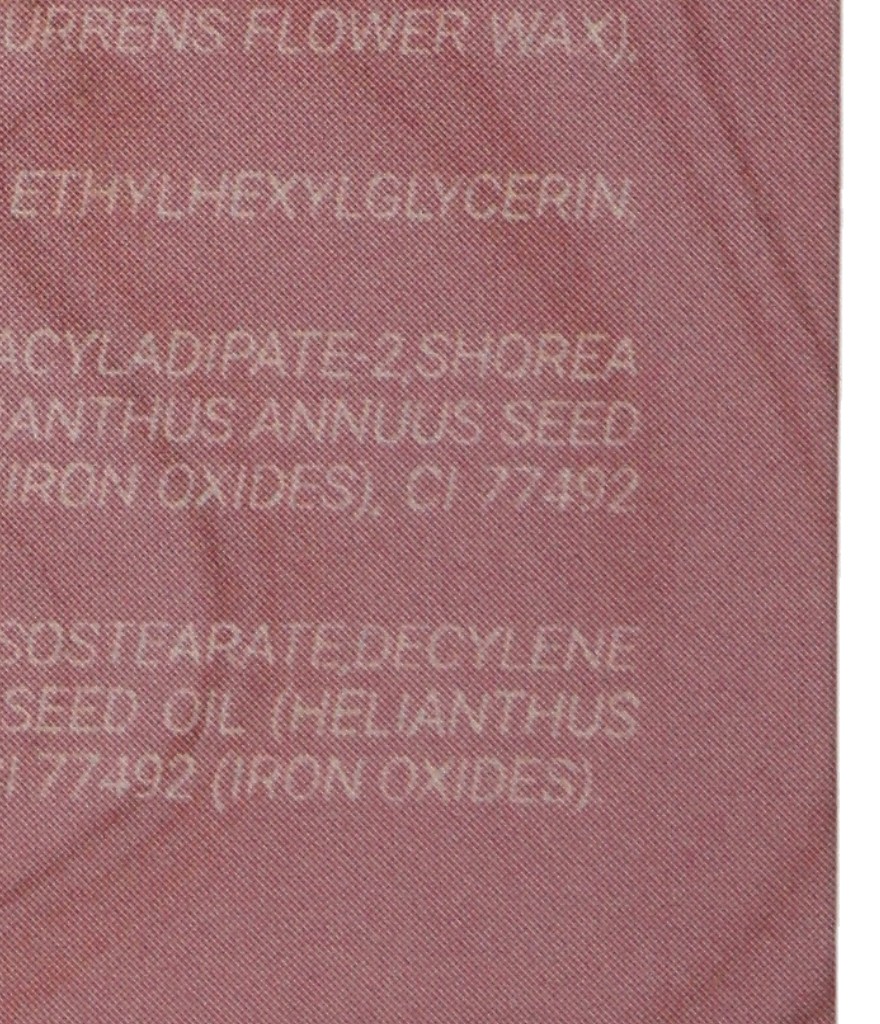 URRENS FLOWER WAX),
ETHYLHEXYLGLYCERIN,
ACYLADIPATE-2,SHOREA
ANTHUS ANNUUS SEED
(IRON OXIDES), CI 77492
SOSTEARATE,DECYLENE
SEED OIL (HELIANTHUS
CI 77492 (IRON OXIDES).